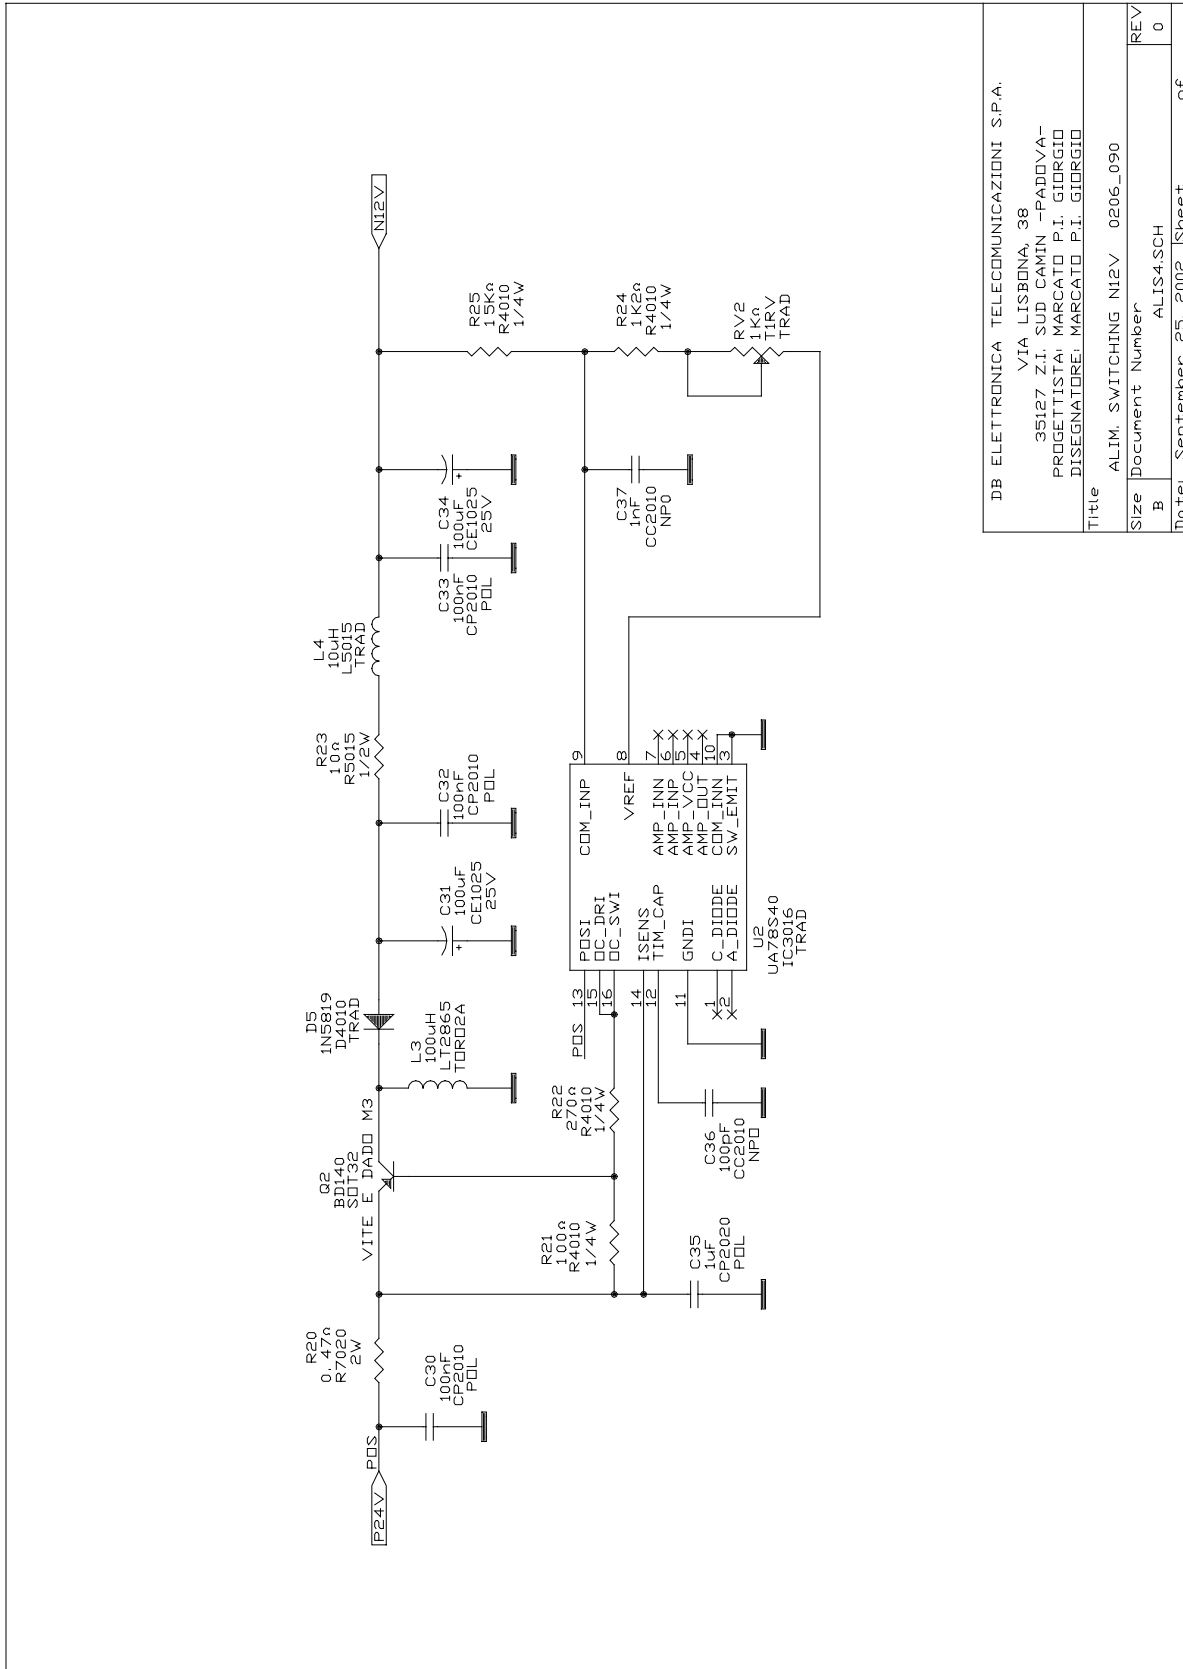 P24V
POS
R20
0.47Ω
R7020
2W
C30
100nF
CP2010
POL
Q2
BD140
SOT32
VITE E DADO M3
L3
100uH
LT2865
TORO2A
D5
1N5819
D4010
TRAD
C31
100uF
CE1025
25V
C32
100nF
CP2010
POL
R23
10Ω
R5015
1/2W
L4
10uH
L5015
TRAD
C33
100nF
CP2010
POL
C34
100uF
CE1025
25V
N12V
R25
15KΩ
R4010
1/4W
R24
1K2Ω
R4010
1/4W
RV2
1KΩ
T1RV
TRAD
C37
1nF
CC2010
NPO
R21
100Ω
R4010
1/4W
R22
270Ω
R4010
1/4W
C35
1uF
CP2020
POL
C36
100pF
CC2010
NPO
POS
13 POSI
15 OC_DRI
16 OC_SWI
14 ISENS
12 TIM_CAP
11 GNDI
1 C_DIODE
2 A_DIODE
COM_INP 9
VREF 8
AMP_INN 7
AMP_INP 6
AMP_VCC 5
AMP_OUT 4
COM_INN 10
SW_EMIT 3
U2
UA78S40
IC3016
TRAD
DB ELETTRONICA TELECOMUNICAZIONI S.P.A.
VIA LISBONA, 38
35127 Z.I. SUD CAMIN -PADOVA-
PROGETTISTA: MARCATO P.I. GIORGIO
DISEGNATORE: MARCATO P.I. GIORGIO
Title
ALIM. SWITCHING N12V 0206_090
Size Document Number REV
B ALIS4.SCH 0
Date: September 25, 2002 Sheet of